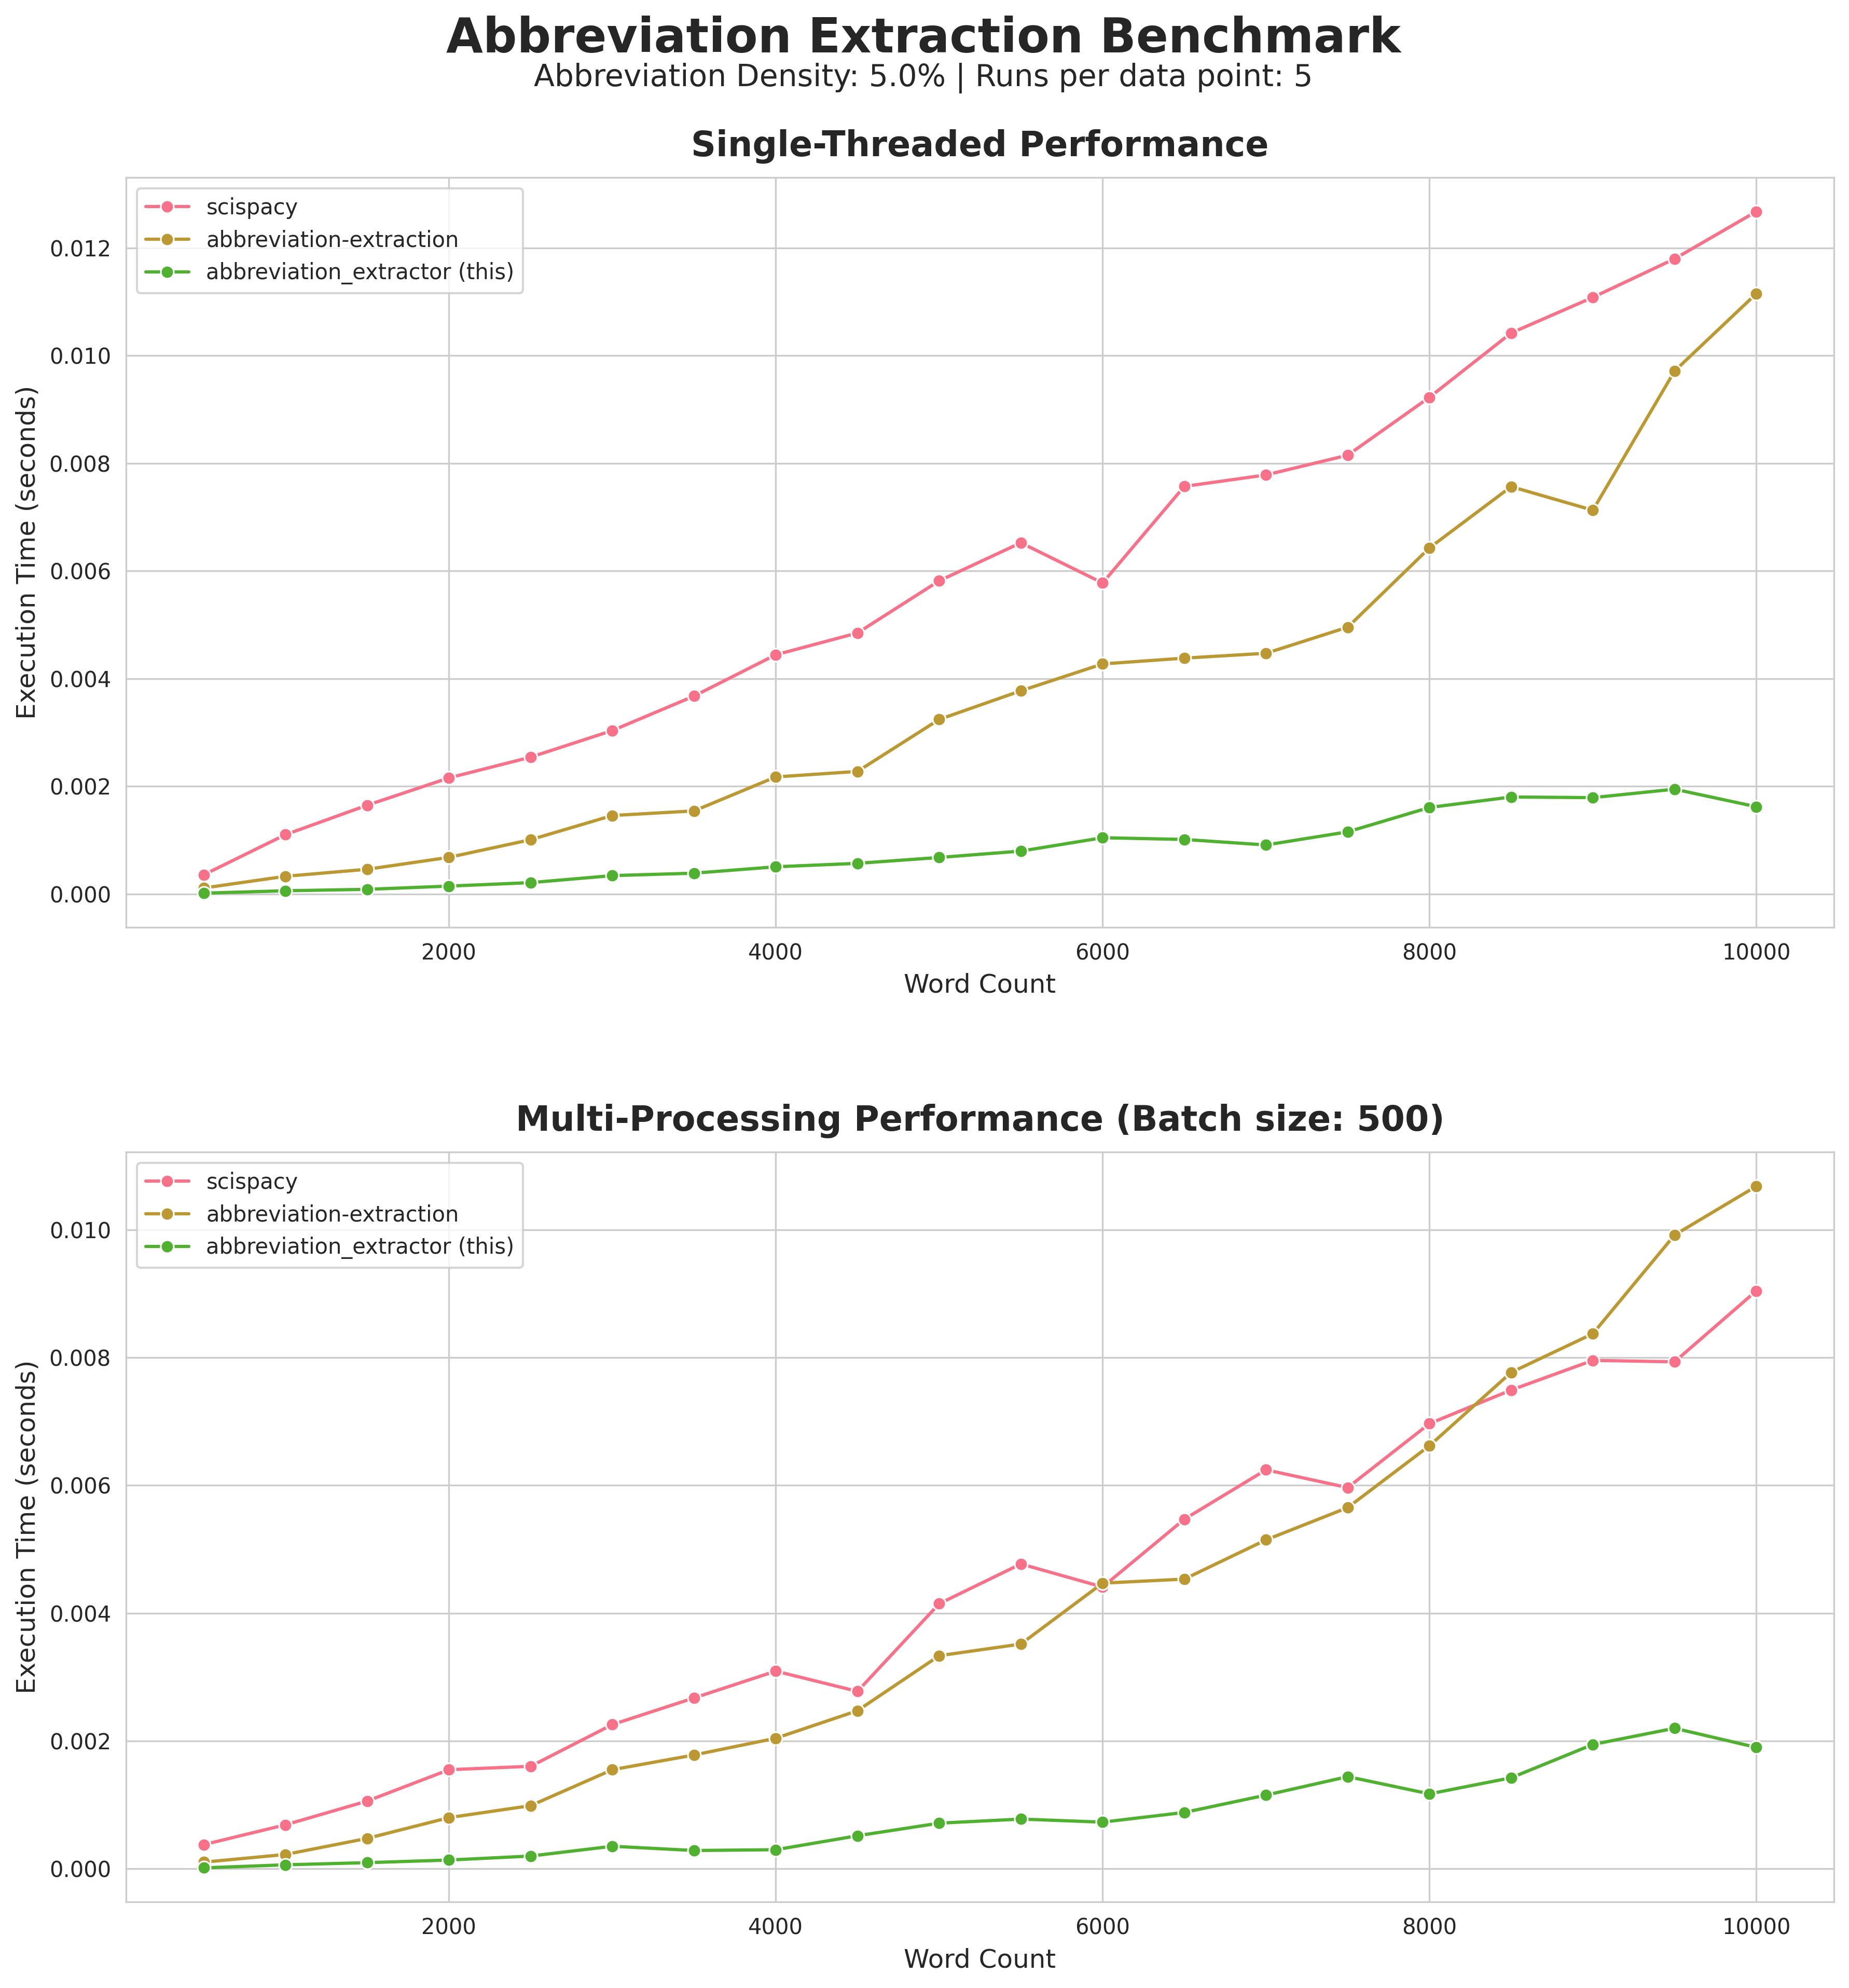 Abbreviation Extraction Benchmark
Abbreviation Density: 5.0% | Runs per data point: 5
Single-Threaded Performance
scispacy
abbreviation-extraction
abbreviation_extractor (this)
Execution Time (seconds)
0.012
0.010
0.008
0.006
0.004
0.002
0.000
2000 4000 6000 8000 10000
Word Count
Multi-Processing Performance (Batch size: 500)
scispacy
abbreviation-extraction
abbreviation_extractor (this)
Execution Time (seconds)
0.010
0.008
0.006
0.004
0.002
0.000
2000 4000 6000 8000 10000
Word Count